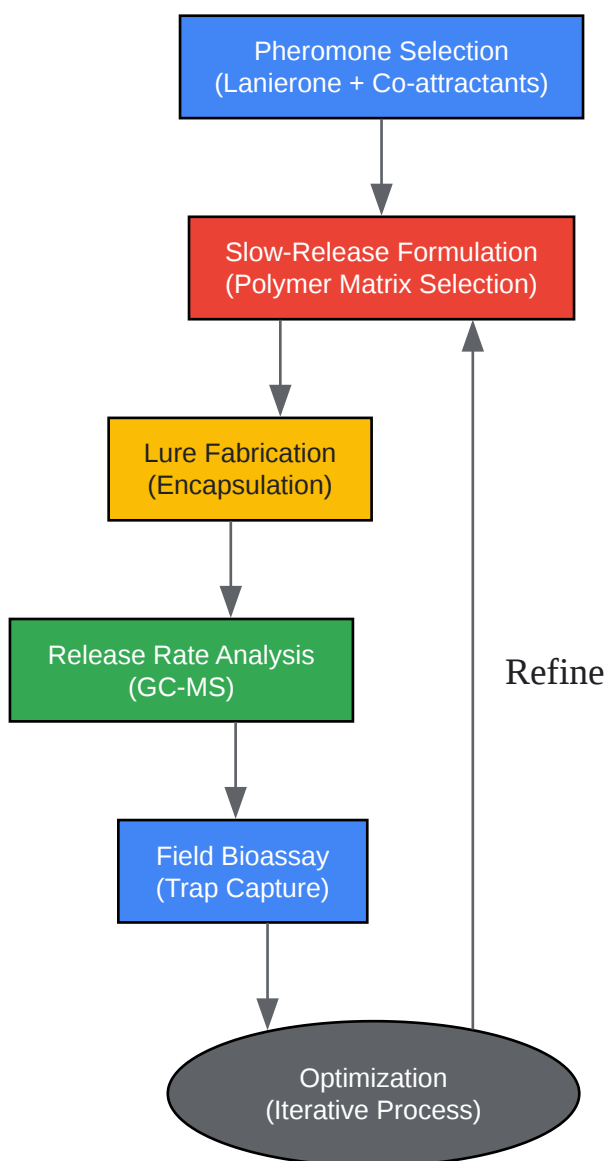 Pheromone Selection
(Lanierone + Co-attractants)
Slow-Release Formulation
(Polymer Matrix Selection)
Lure Fabrication
(Encapsulation)
Release Rate Analysis
(GC-MS)
Refine
Field Bioassay
(Trap Capture)
Optimization
(Iterative Process)